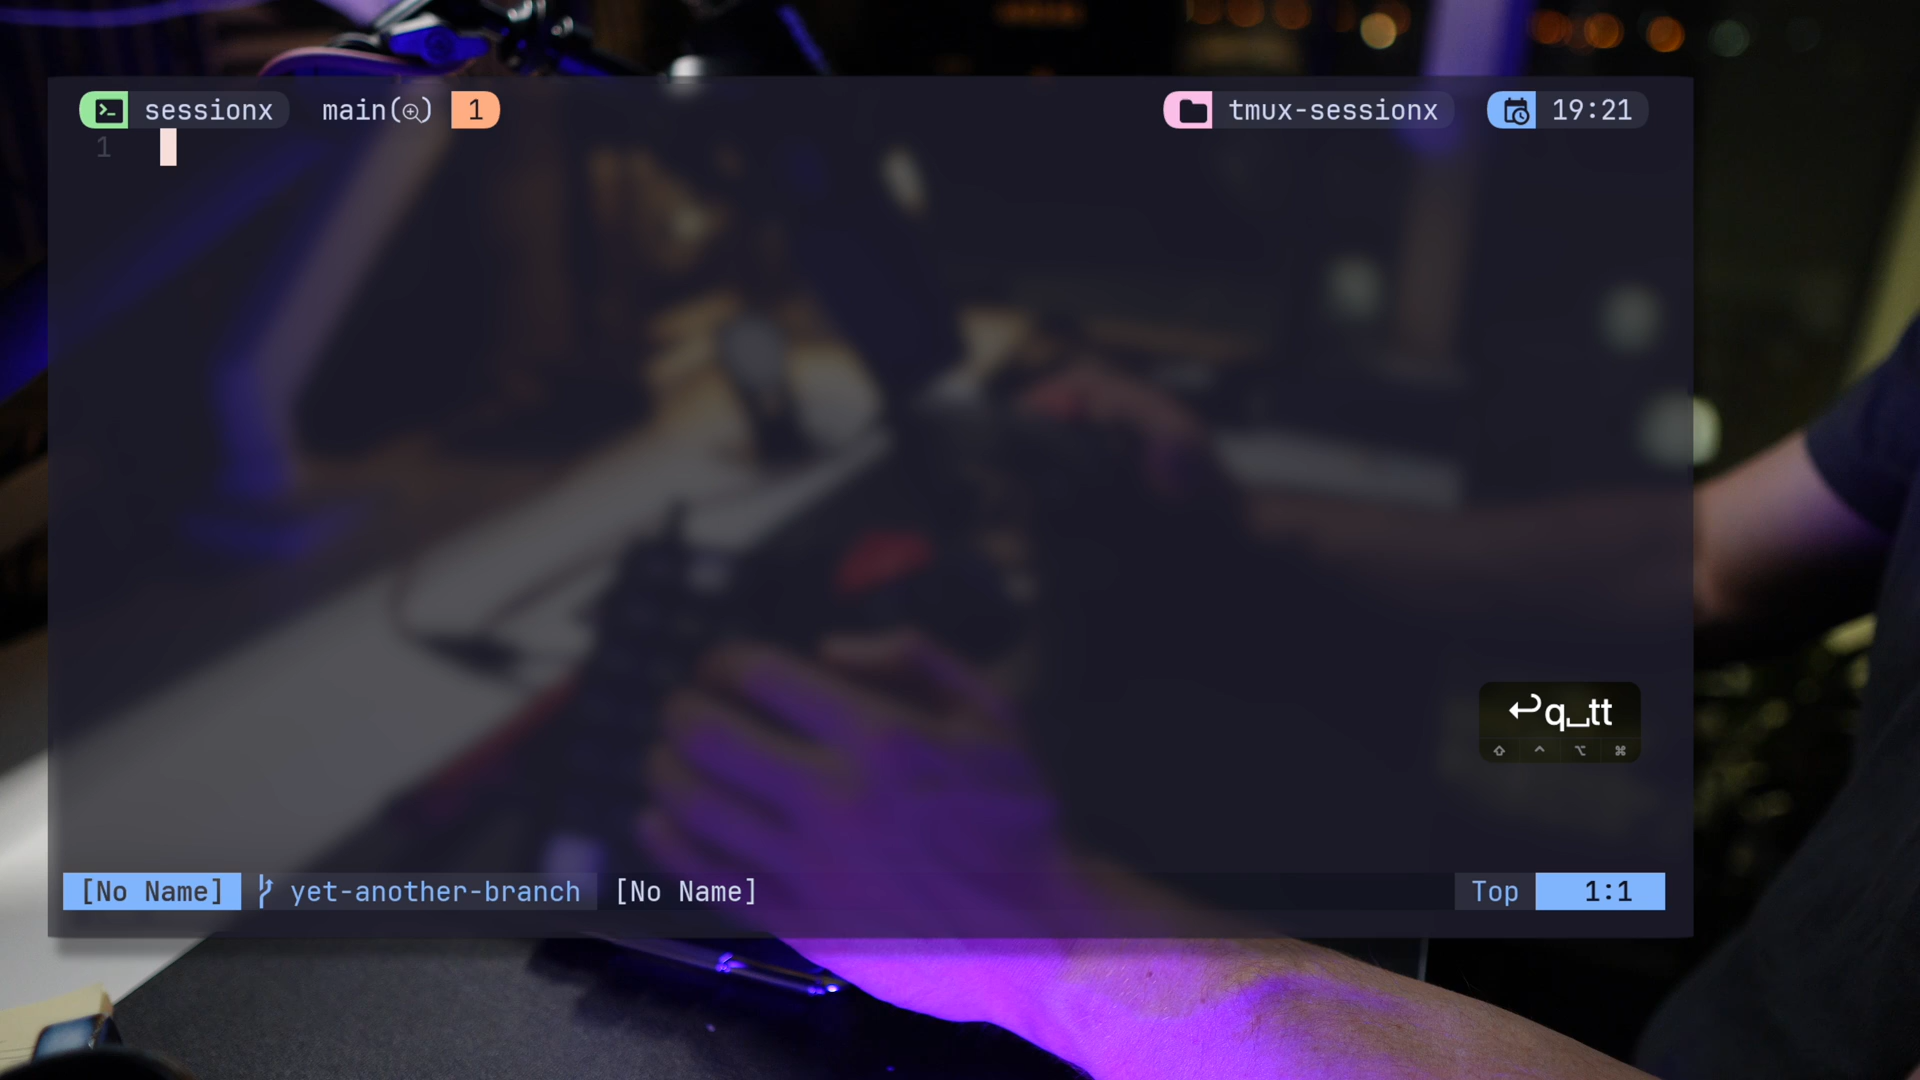 sessionx main() 1 tmux-sessionx 19:21
1
↩q⎵tt
⇧ ^ ⌥ ⌘
[No Name] yet-another-branch [No Name] Top 1:1